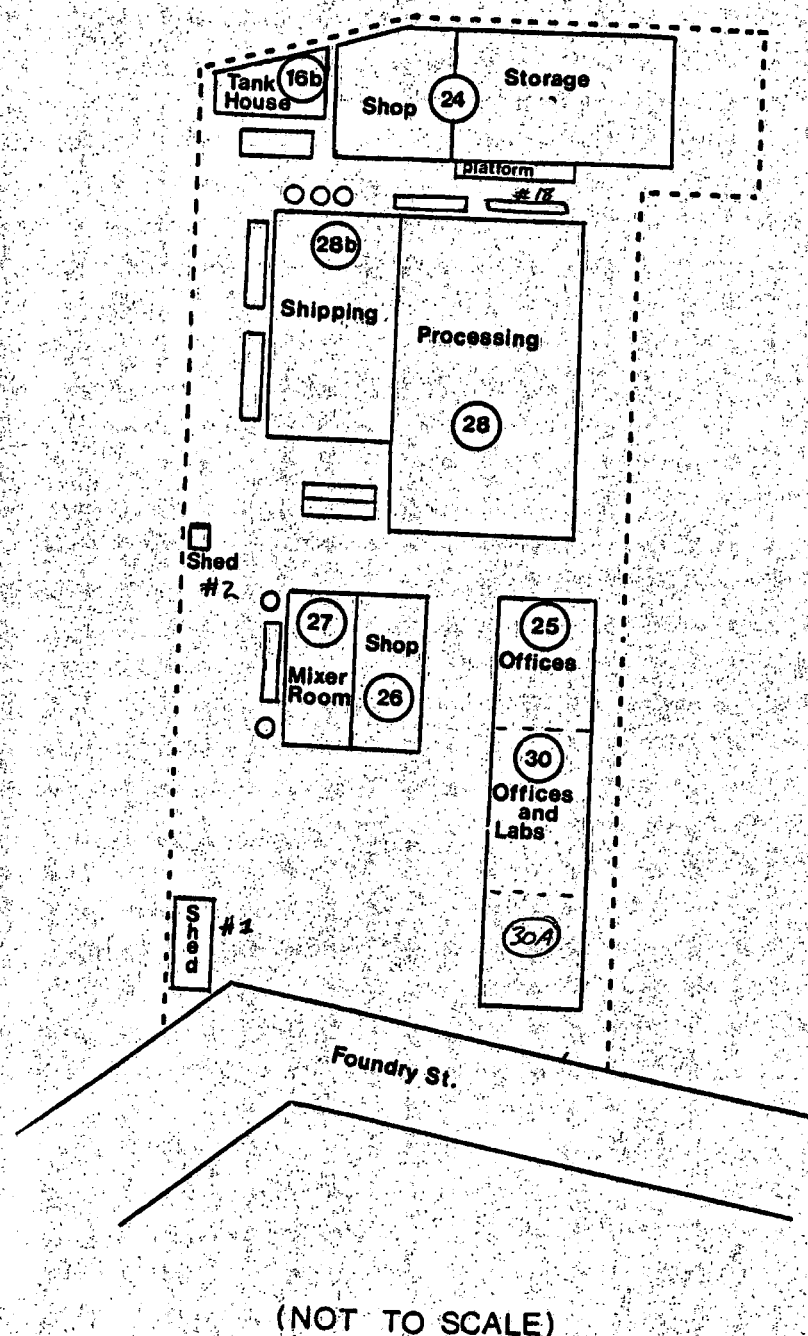 Tank
House
16b
Shop
24
Storage
platform
#18
28b
Shipping
Processing
28
Shed
#2
27
Mixer
Room
Shop
26
25
Offices
30
Offices
and
Labs
30A
Shed
#1
Foundry St.
(NOT TO SCALE)